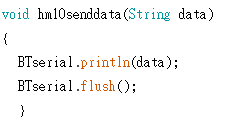 void hm10senddata(String data)
{
BTserial.println(data);
BTserial.flush();
}